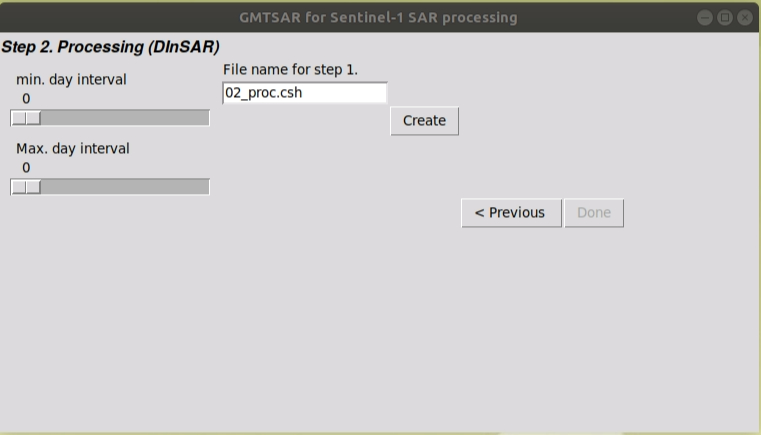 GMTSAR for Sentinel-1 SAR processing
Step 2. Processing (DInSAR)
min. day interval
0
File name for step 1.
02_proc.csh
Create
Max. day interval
0
< Previous
Done